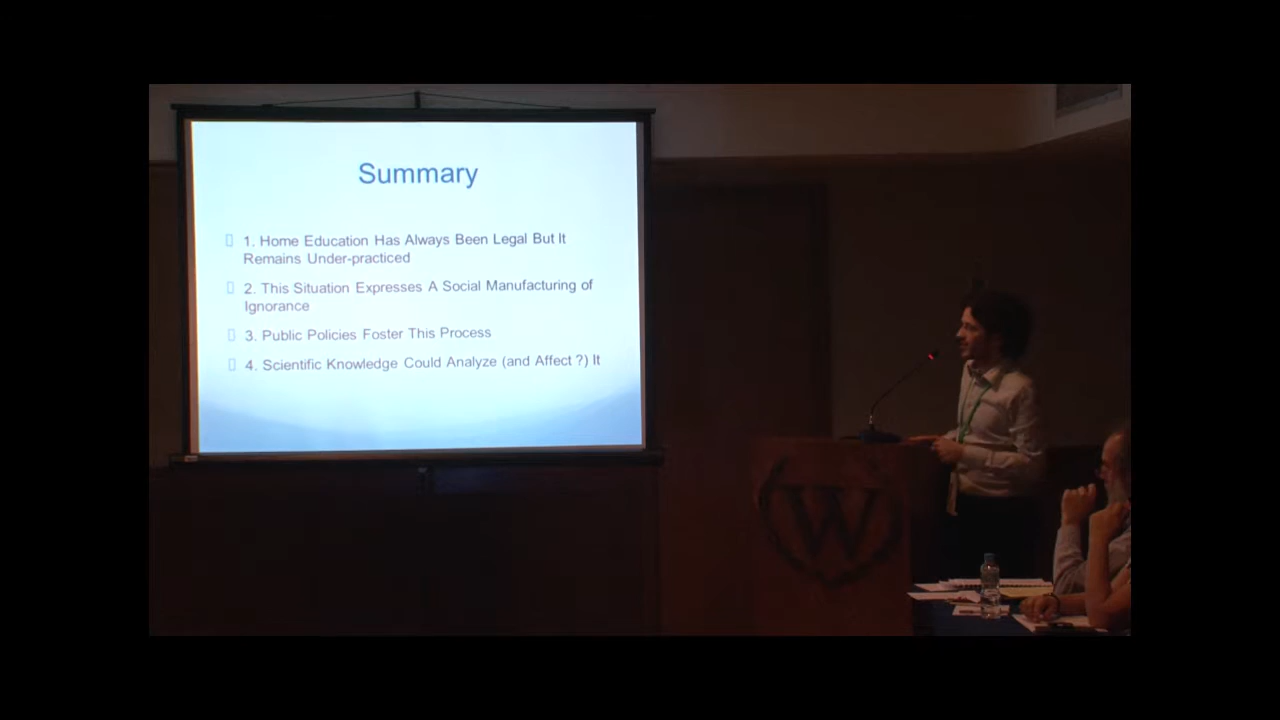 Summary
1. Home Education Has Always Been Legal But It
Remains Under-practiced
2. This Situation Expresses A Social Manufacturing of
Ignorance
3. Public Policies Foster This Process
4. Scientific Knowledge Could Analyze (and Affect ?) It
W